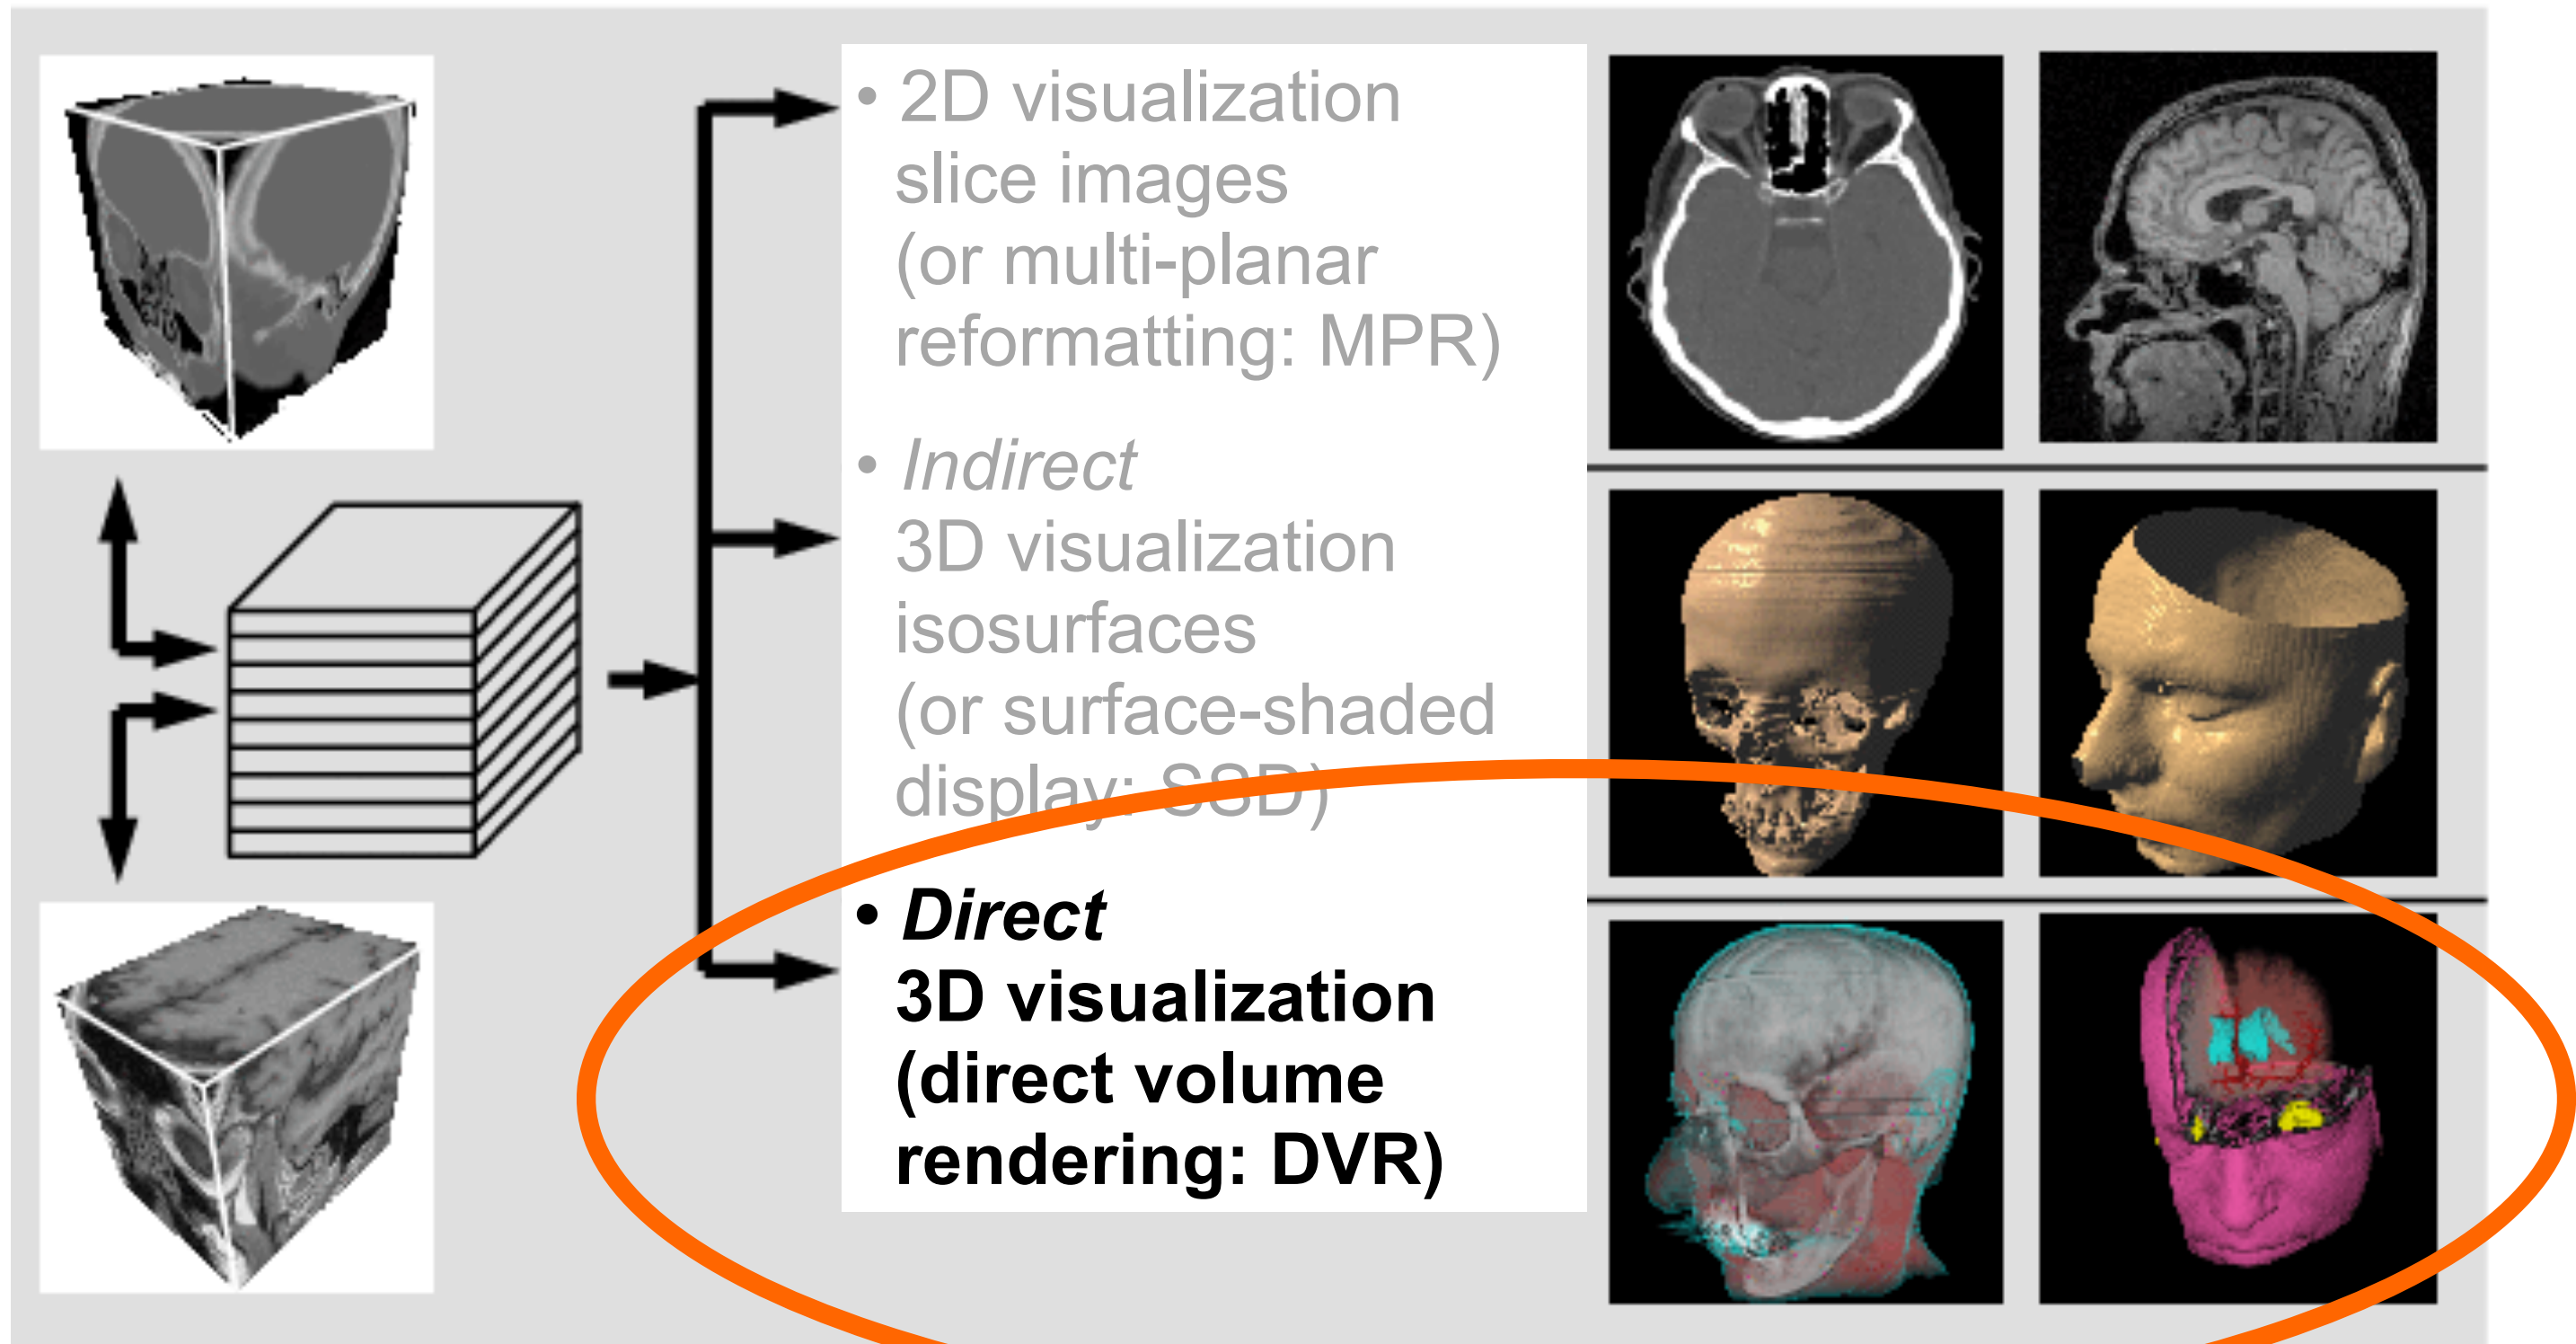 • 2D visualization
slice images
(or multi-planar
reformatting: MPR)
• Indirect
3D visualization
isosurfaces
(or surface-shaded
display: SSD)
• Direct
3D visualization
(direct volume
rendering: DVR)